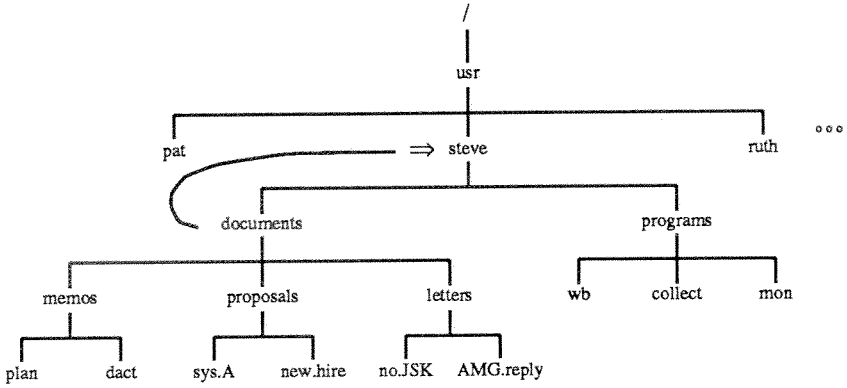 /
usr
pat ⇒ steve ruth ° ° °
documents programs
memos proposals letters wb collect mon
plan dact sys.A new.hire no.JSK AMG.reply